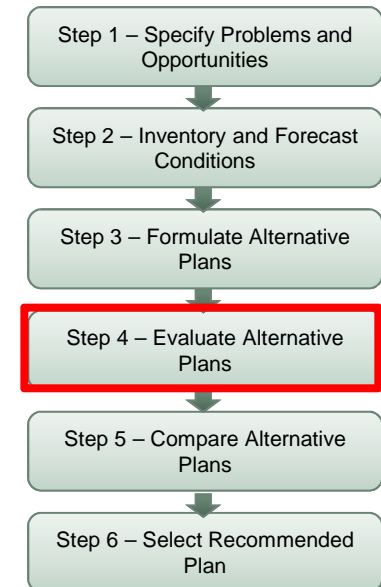 Step 1 – Specify Problems and
Opportunities
Step 2 – Inventory and Forecast
Conditions
Step 3 – Formulate Alternative
Plans
Step 4 – Evaluate Alternative
Plans
Step 5 – Compare Alternative
Plans
Step 6 – Select Recommended
Plan